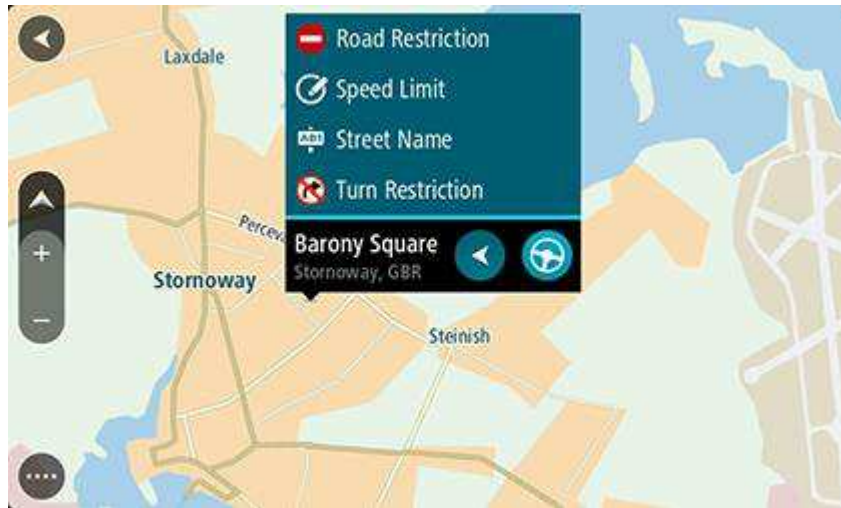 Road Restriction
Laxdale
Speed Limit
Street Name
Turn Restriction
Barony Square
Stornoway, GBR
Stornoway
Steinish